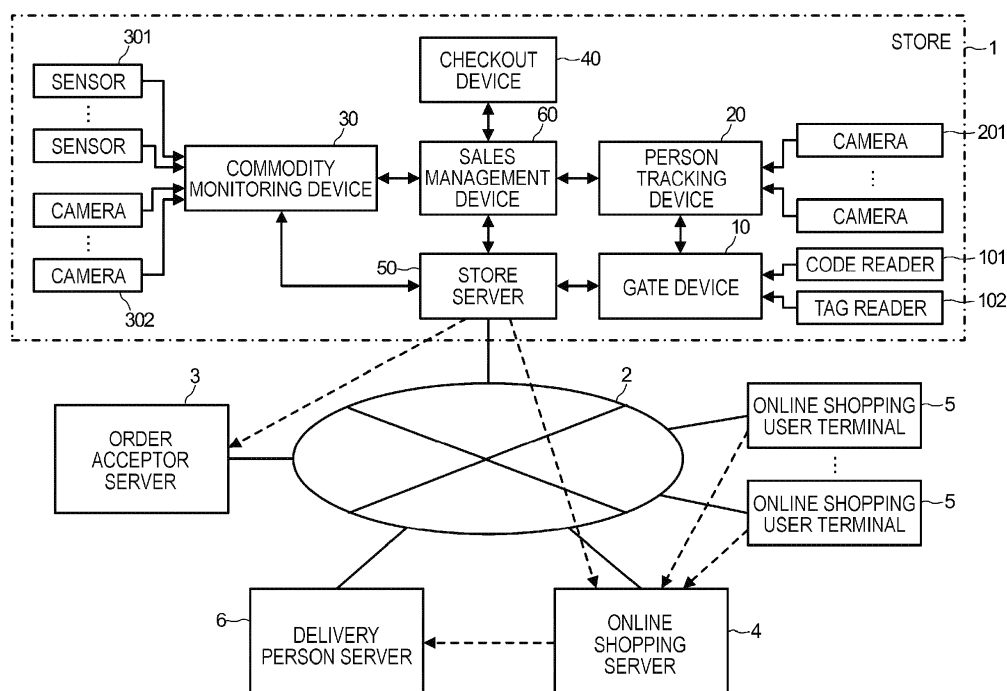 301
STORE
1
CHECKOUT
DEVICE
40
SENSOR
⋮
SENSOR
CAMERA
⋮
CAMERA
302
30
COMMODITY
MONITORING DEVICE
60
SALES
MANAGEMENT
DEVICE
20
PERSON
TRACKING
DEVICE
CAMERA
201
⋮
CAMERA
50
STORE
SERVER
10
GATE DEVICE
CODE READER
101
TAG READER
102
3
ORDER
ACCEPTOR
SERVER
2
ONLINE SHOPPING
USER TERMINAL
5
⋮
ONLINE SHOPPING
USER TERMINAL
5
6
DELIVERY
PERSON SERVER
ONLINE
SHOPPING
SERVER
4